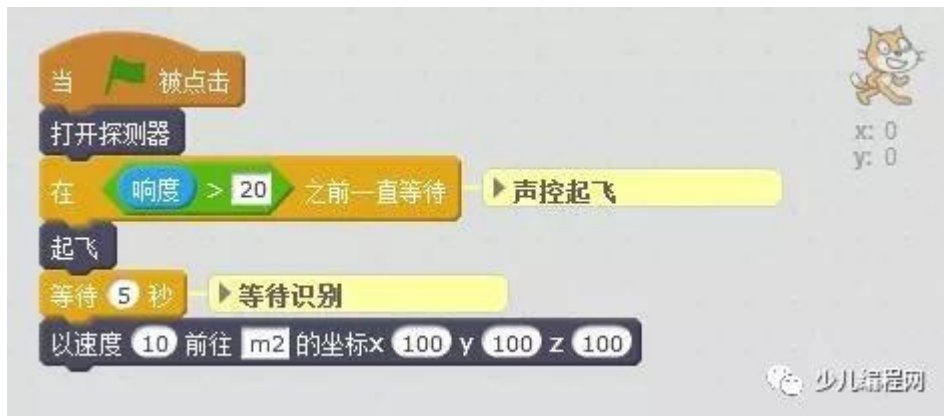 当 被点击
打开探测器
x: 0
y: 0
在 响度 > 20 之前一直等待 声控起飞
起飞
等待 5 秒 等待识别
以速度 10 前往 m2 的坐标x 100 y 100 z 100
少儿编程网